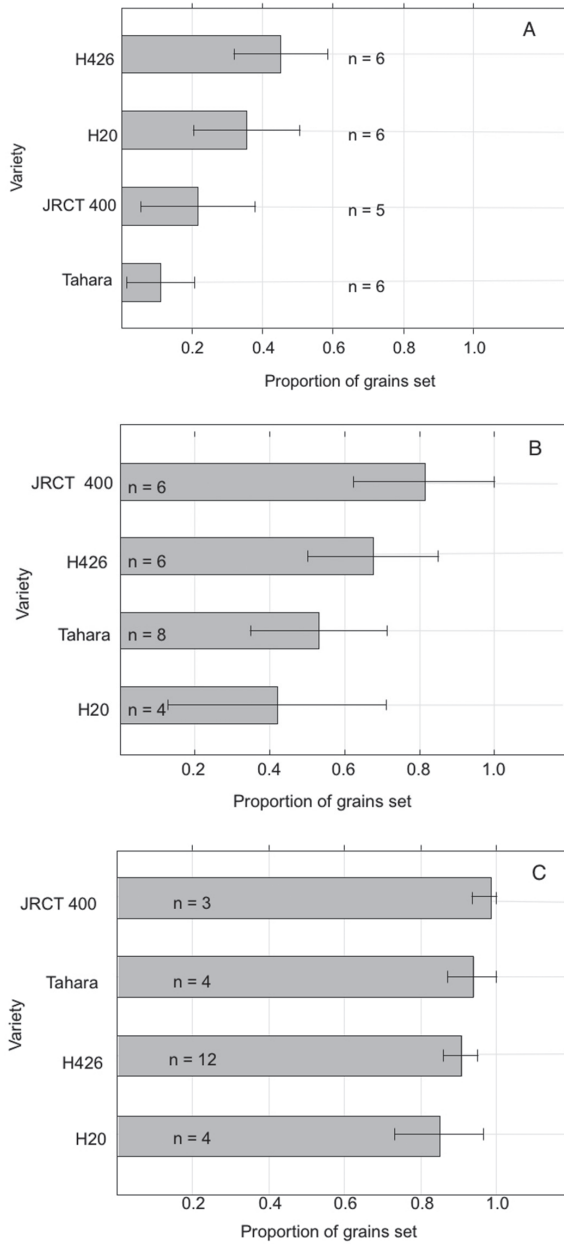 A
H426
n = 6
H20
n = 6
JRCT 400
n = 5
Tahara
n = 6
Variety
0.2 0.4 0.6 0.8 1.0
Proportion of grains set
B
JRCT 400
n = 6
H426
n = 6
Tahara
n = 8
H20
n = 4
Variety
0.2 0.4 0.6 0.8 1.0
Proportion of grains set
C
JRCT 400
n = 3
Tahara
n = 4
H426
n = 12
H20
n = 4
Variety
0.2 0.4 0.6 0.8 1.0
Proportion of grains set